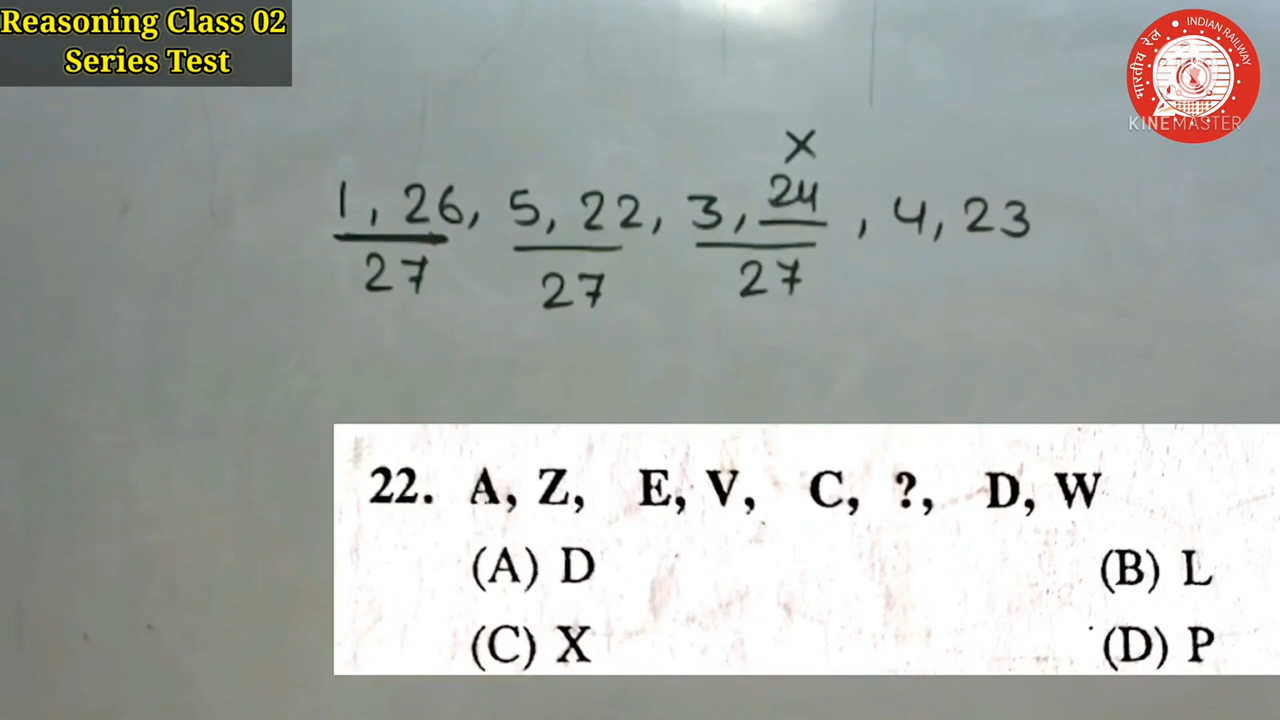 Reasoning Class 02
Series Test
भारतीय रेल
INDIAN RAILWAY
KINEMASTER
X
1, 26, 5, 22, 3, 24, 4, 23
27 27 27
22. A, Z, E, V, C, ?, D, W
(A) D (B) L
(C) X (D) P